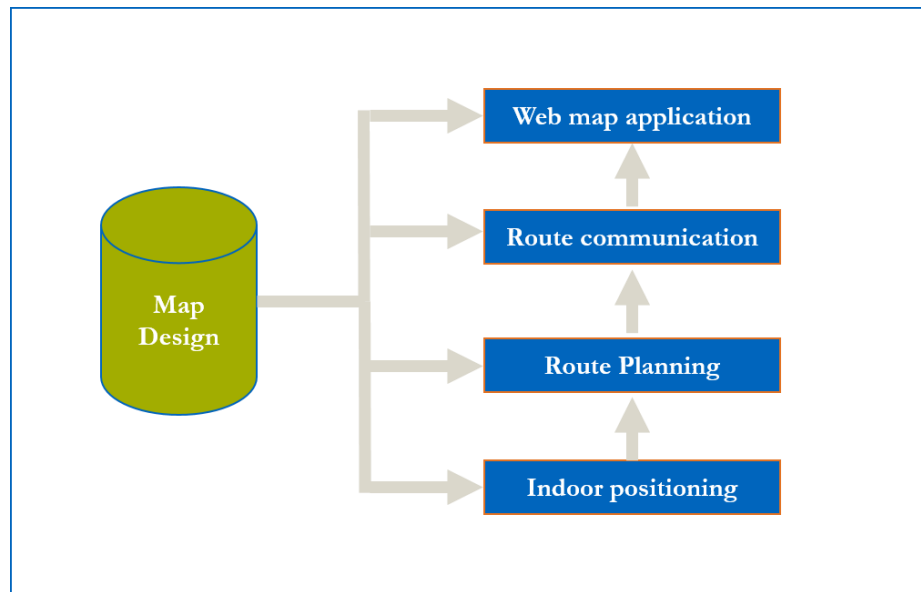 Web map application
Route communication
Map
Design
Route Planning
Indoor positioning